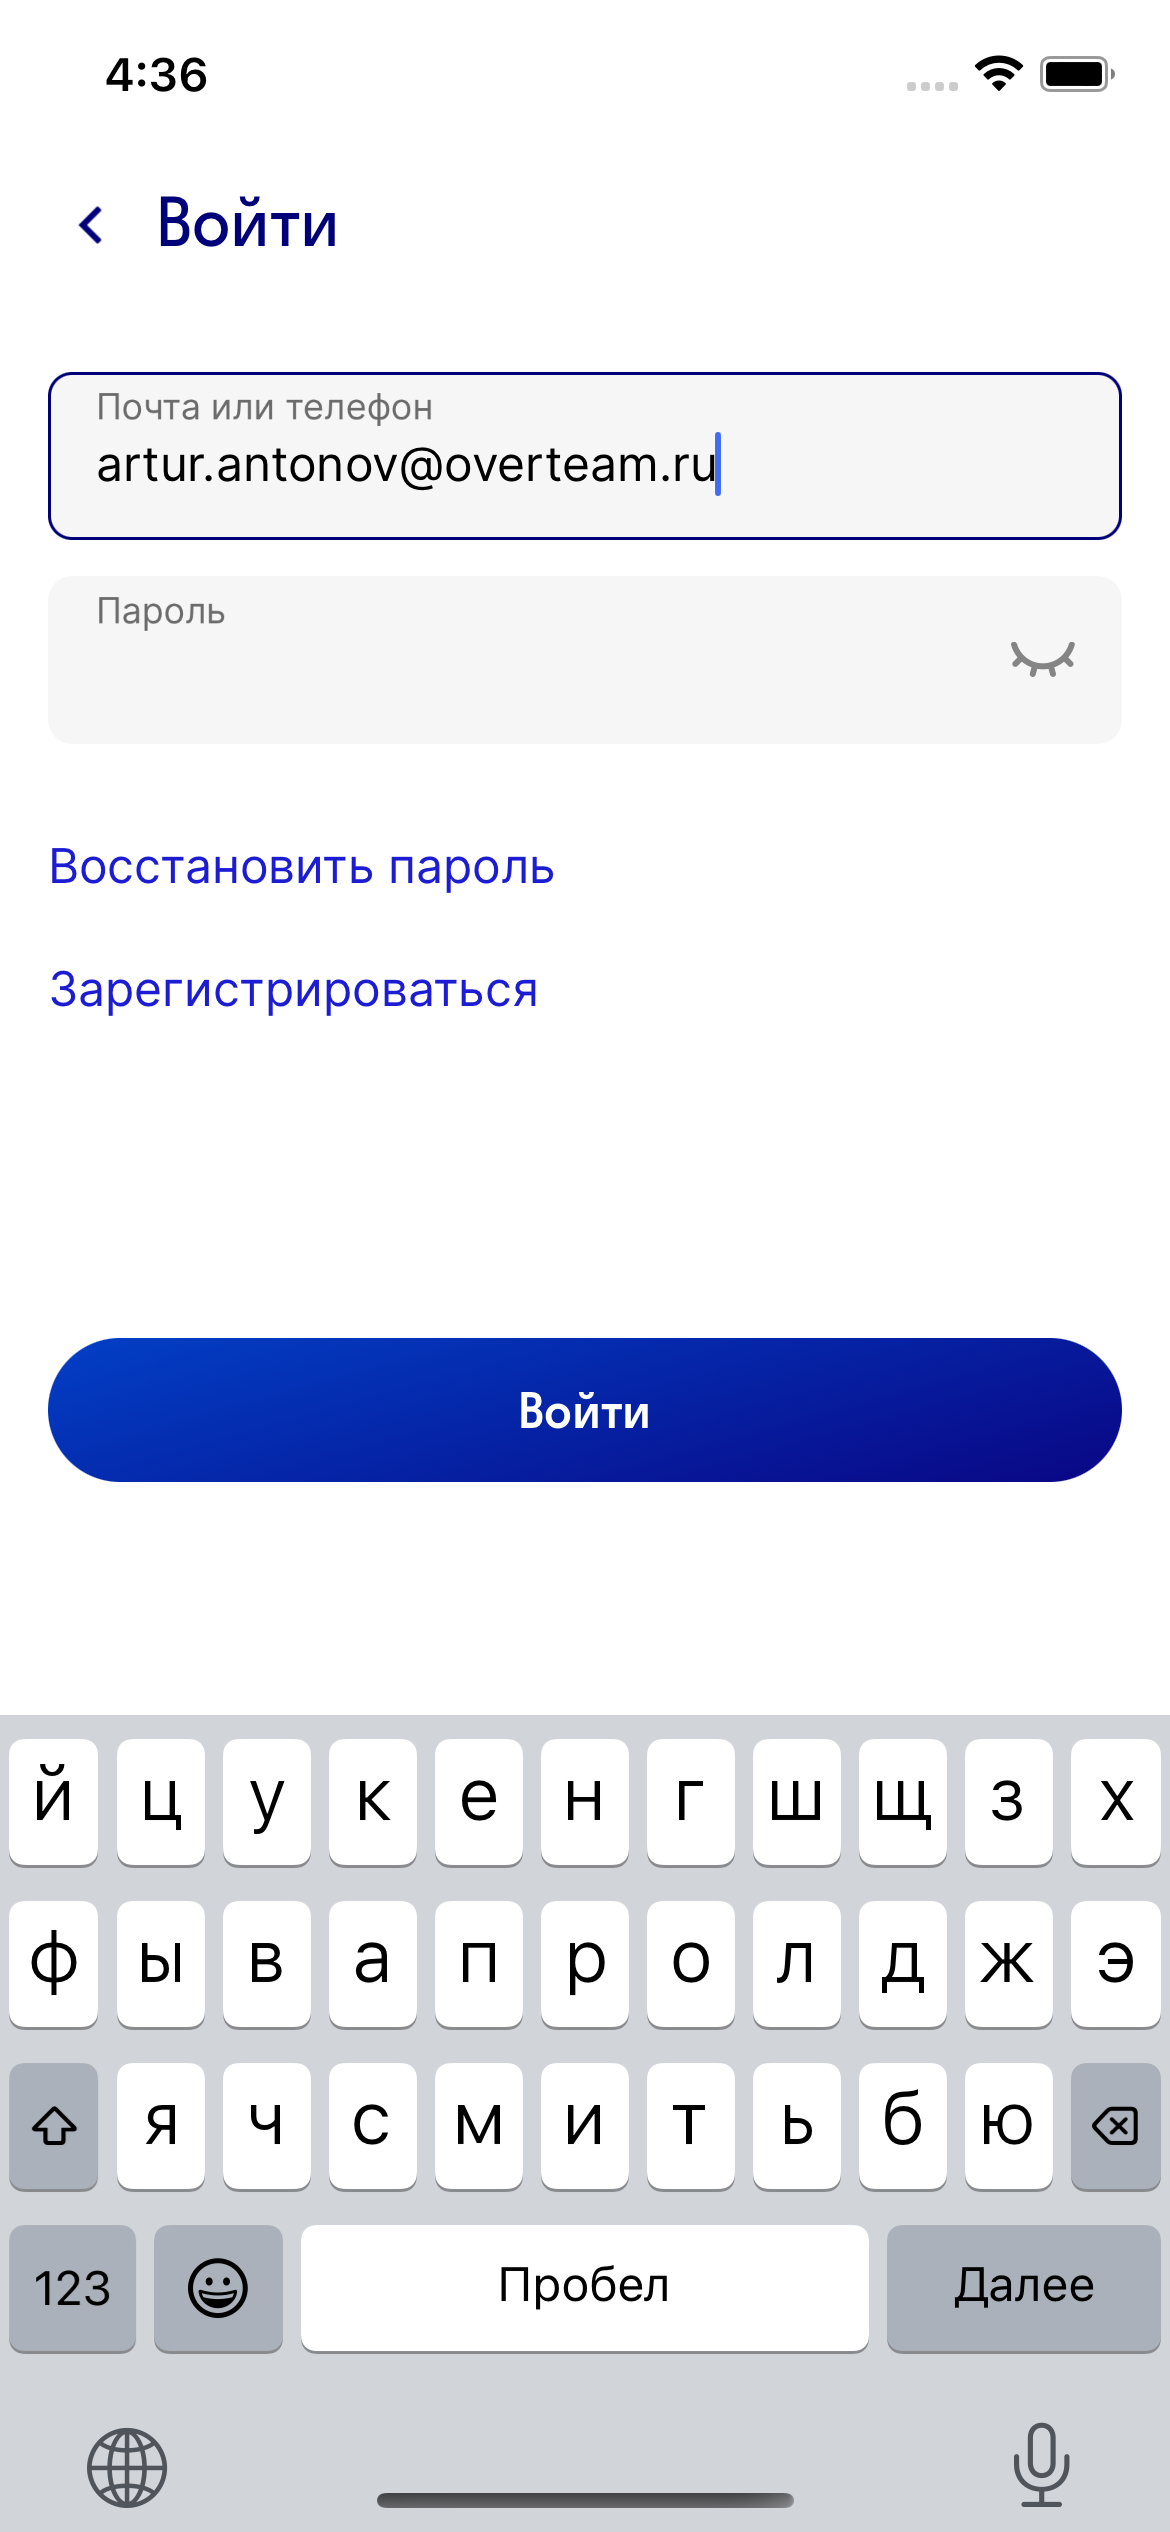 4:36
Войти
Почта или телефон
artur.antonov@overteam.ru
Пароль
Восстановить пароль
Зарегистрироваться
Войти
й ц у к е н г ш щ з х
ф ы в а п р о л д ж э
я ч с м и т ь б ю
123 Пробел Далее